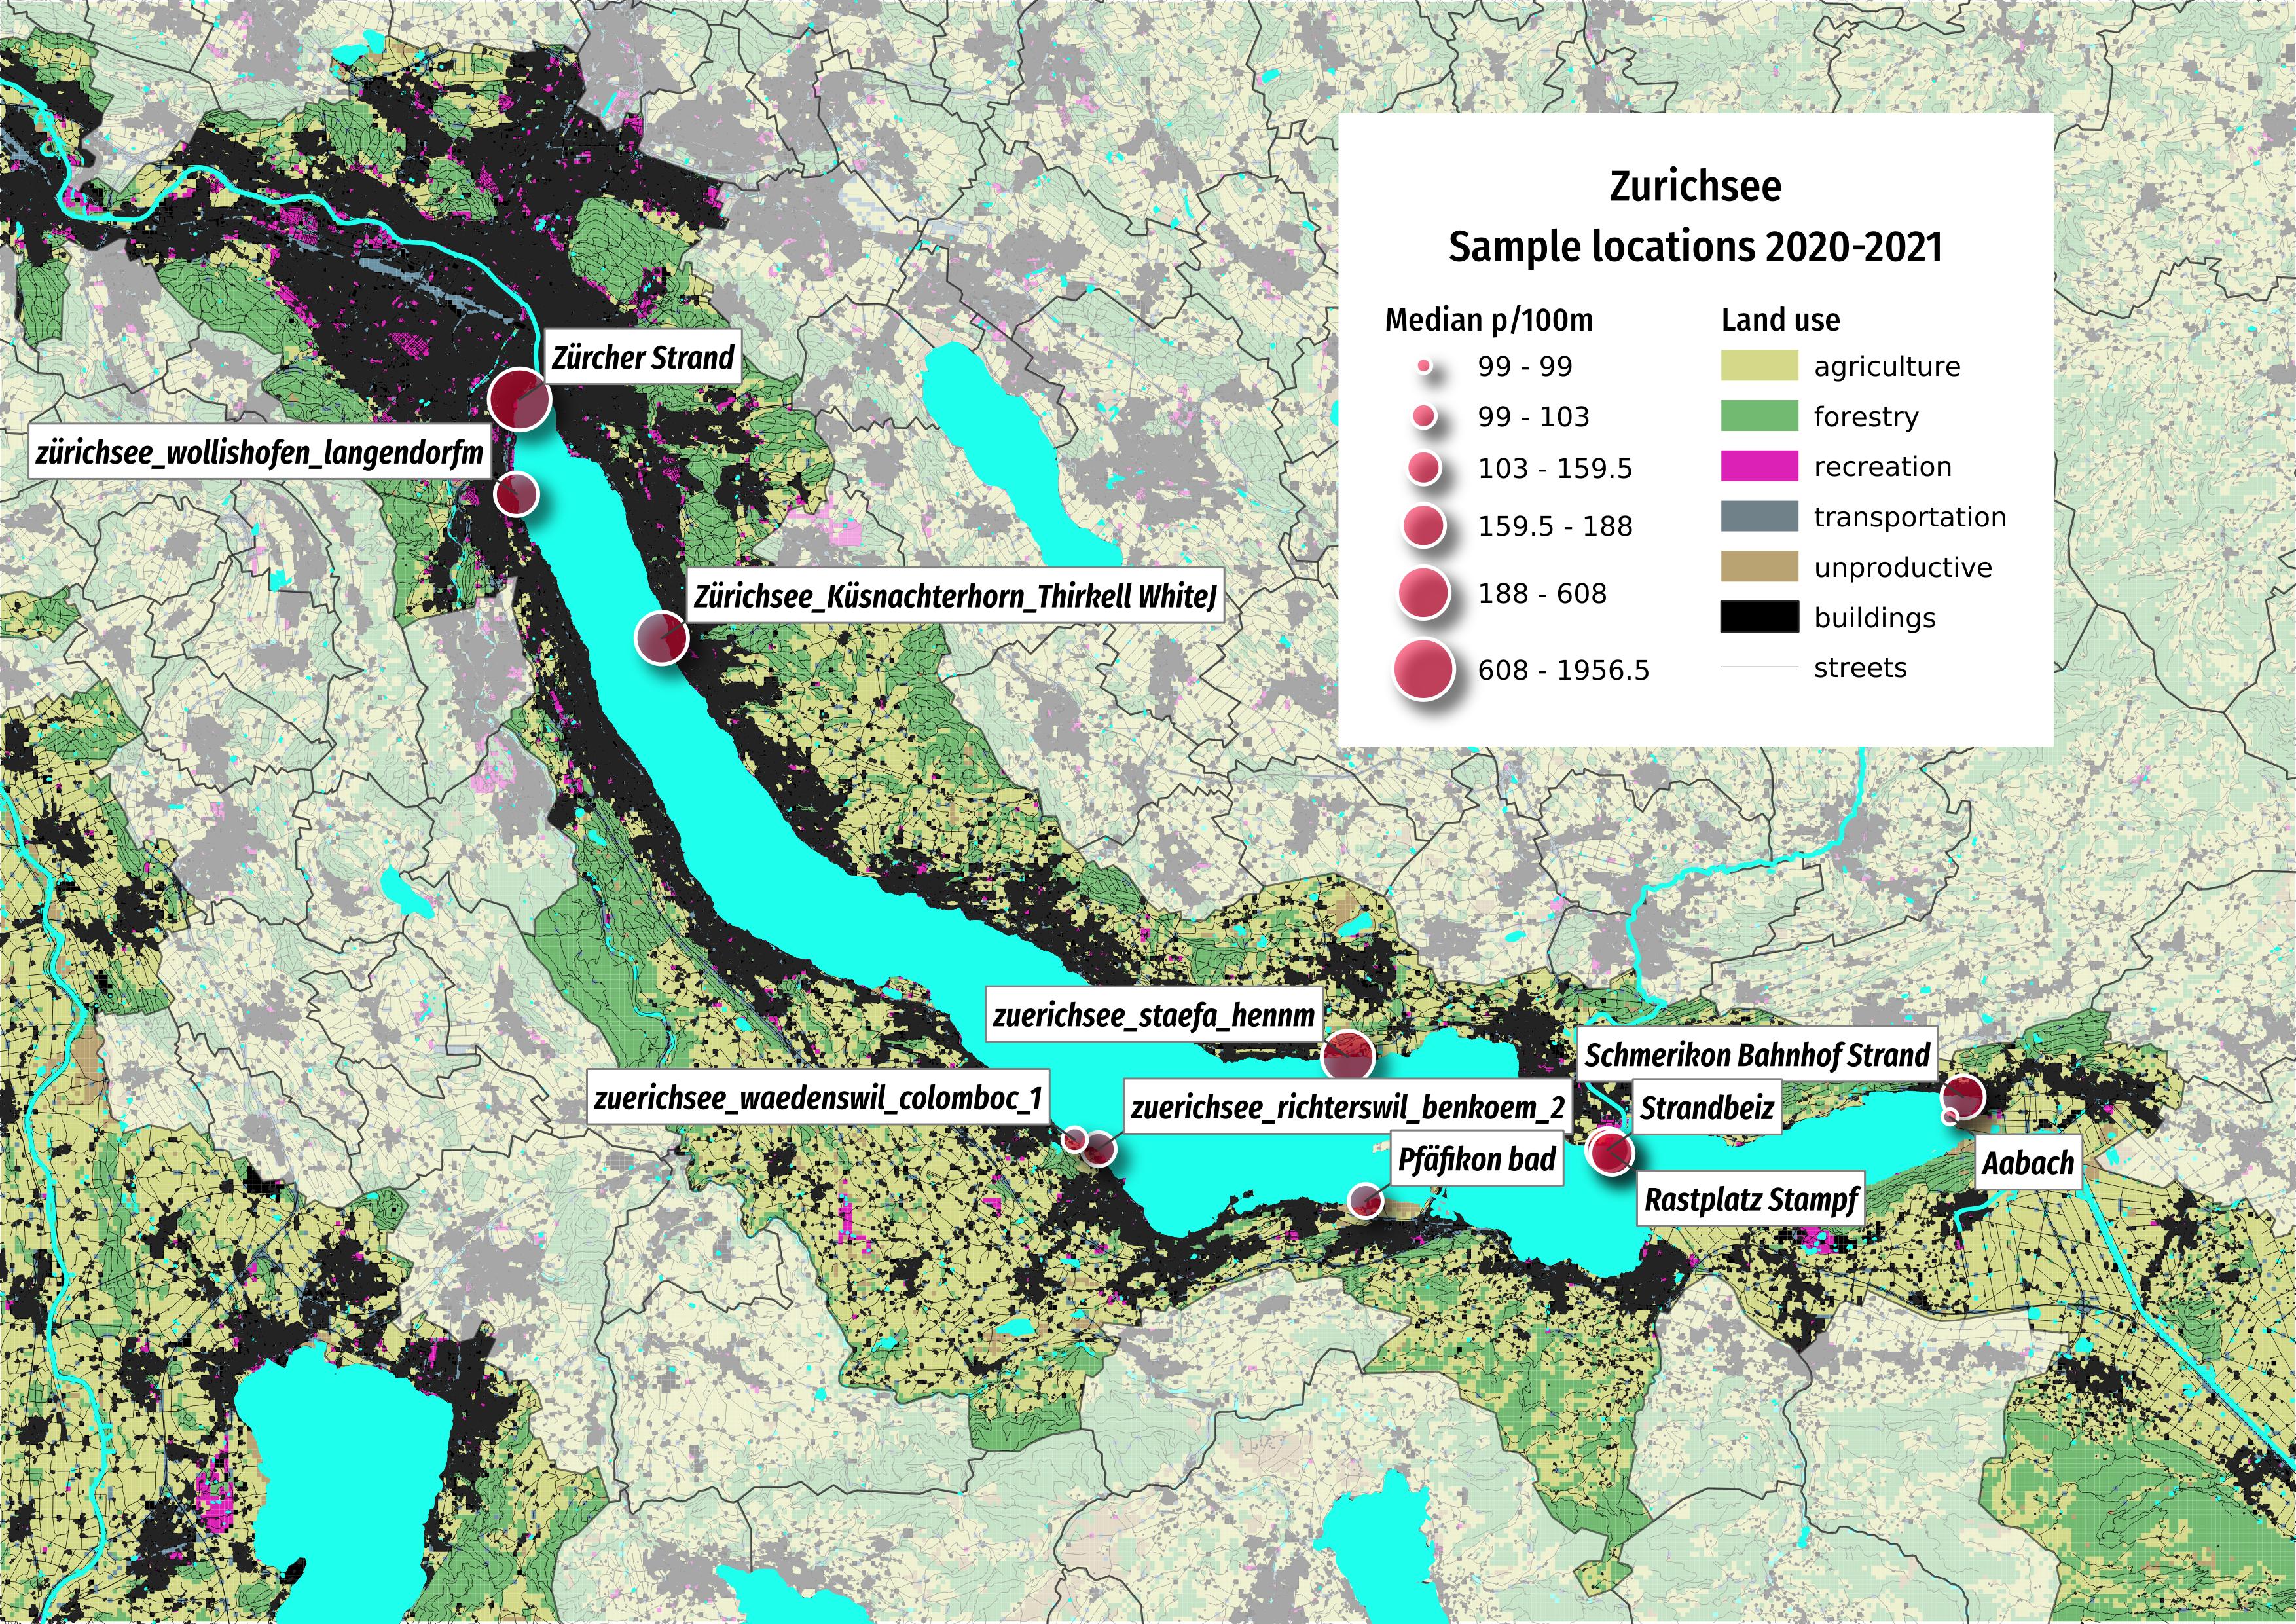 Zurichsee
Sample locations 2020-2021
Median p/100m
99 - 99
99 - 103
103 - 159.5
159.5 - 188
188 - 608
608 - 1956.5
Land use
agriculture
forestry
recreation
transportation
unproductive
buildings
streets
Zürcher Strand
zürichsee_wollishofen_langendorfm
Zürichsee_Küsnachterhorn_Thirkell WhiteJ
zuerichsee_staefa_hennm
Schmerikon Bahnhof Strand
zuerichsee_waedenswil_colomboc_1
zuerichsee_richterswil_benkoem_2
Strandbeiz
Pfäfikon bad
Aabach
Rastplatz Stampf